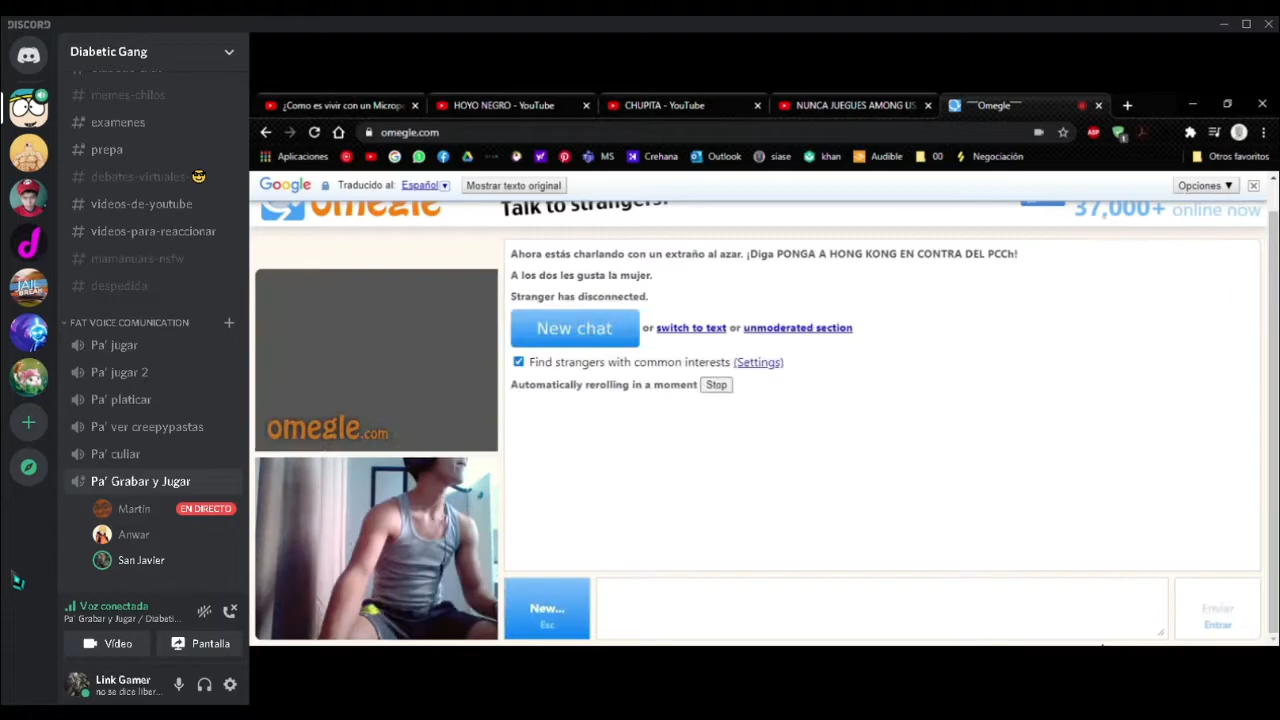 DISCORD
Diabetic Gang
memes-chilos
examenes
prepa
debates-virtuales-
videos-de-youtube
videos-para-reaccionar
mamanuars-nsfw
despedida
FAT VOICE COMUNICATION
Pa' jugar
Pa' jugar 2
Pa' platicar
Pa' ver creepypastas
Pa' culiar
Pa' Grabar y Jugar
Martin EN DIRECTO
Anwar
San Javier
Voz conectada
Pa' Grabar y Jugar / Diabeti...
Vídeo Pantalla
Link Gamer
no se dice liber...
¿Como es vivir con un Microp
HOYO NEGRO - YouTube
CHUPITA - YouTube
NUNCA JUEGUES AMONG US
Omegle
omegle.com
ABP
Aplicaciones MS Crehana Outlook siase khan Audible 00 Negociación Otros favoritos
Google Traducido al: Español Mostrar texto original Opciones ▼
omegle Talk to strangers! 37,000+ online now
Ahora estás charlando con un extraño al azar. ¡Diga PONGA A HONG KONG EN CONTRA DEL PCCh!
A los dos les gusta la mujer.
Stranger has disconnected.
New chat or switch to text or unmoderated section
Find strangers with common interests (Settings)
Automatically rerolling in a moment Stop
omegle.com
New...
Esc
Enviar
Entrar